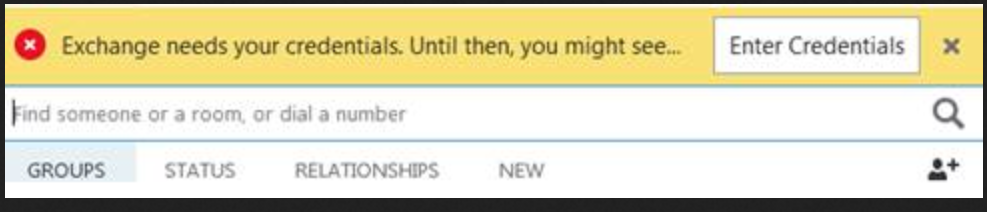 Exchange needs your credentials. Until then, you might see... Enter Credentials
Find someone or a room, or dial a number
GROUPS STATUS RELATIONSHIPS NEW